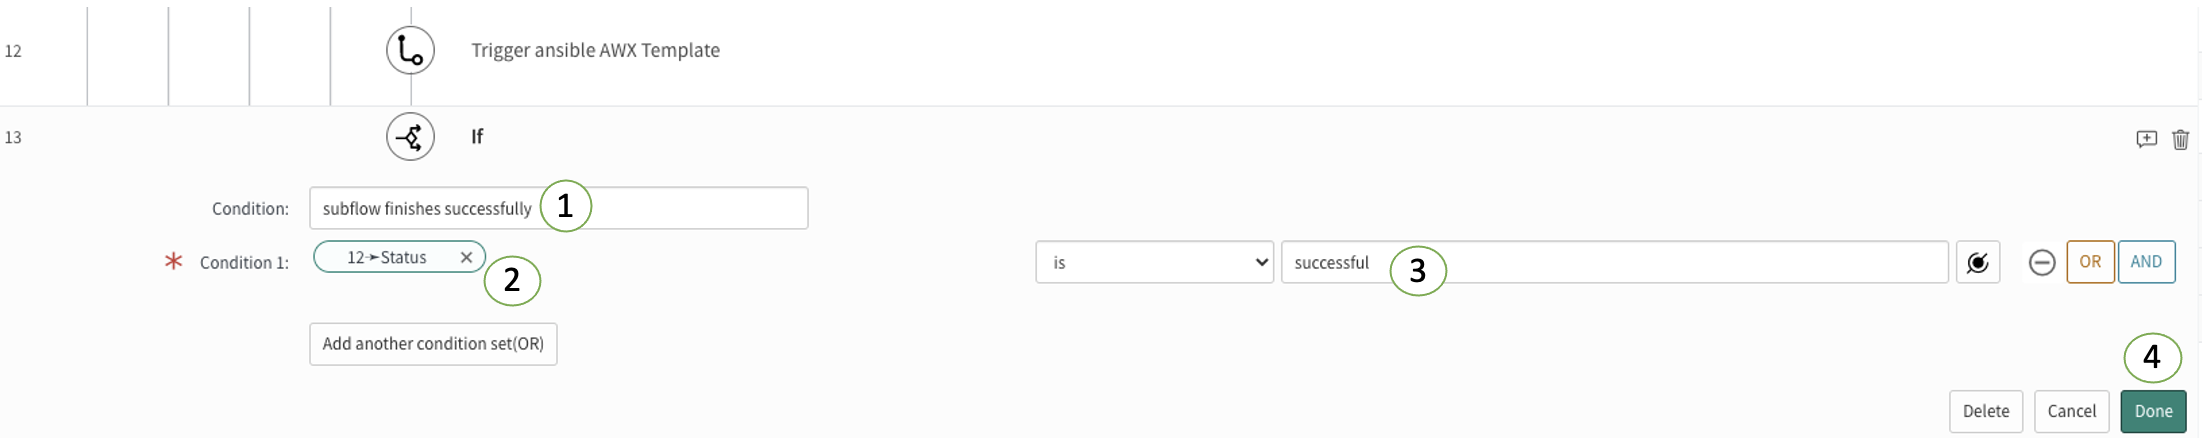 12 Trigger ansible AWX Template
13 If
Condition: subflow finishes successfully 1
* Condition 1: 12➛Status × 2 is successful 3 OR AND
Add another condition set(OR)
4
Delete Cancel Done